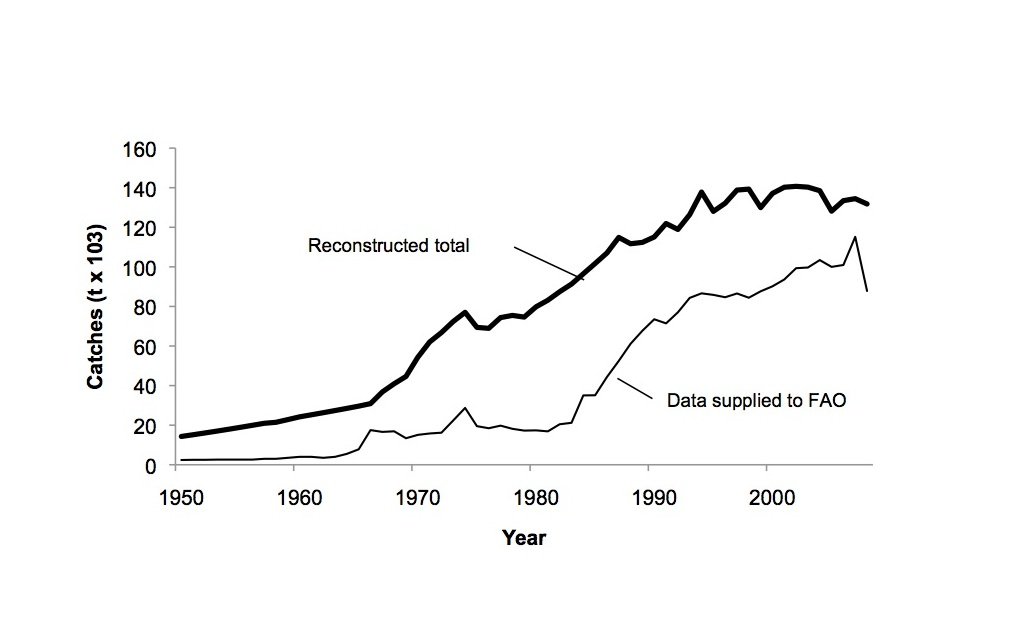 160
140
120
100
80
60
40
20
0
Catches (t x 103)
Reconstructed total
Data supplied to FAO
1950 1960 1970 1980 1990 2000
Year